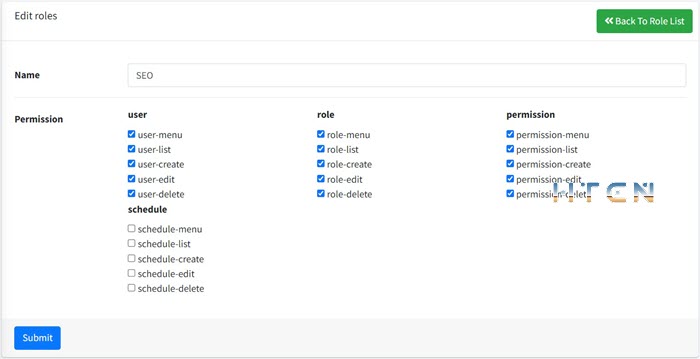 Edit roles
Back To Role List
Name
SEO
Permission
user
user-menu
user-list
user-create
user-edit
user-delete
role
role-menu
role-list
role-create
role-edit
role-delete
permission
permission-menu
permission-list
permission-create
permission-edit
permission-delete
HTCN
schedule
schedule-menu
schedule-list
schedule-create
schedule-edit
schedule-delete
Submit